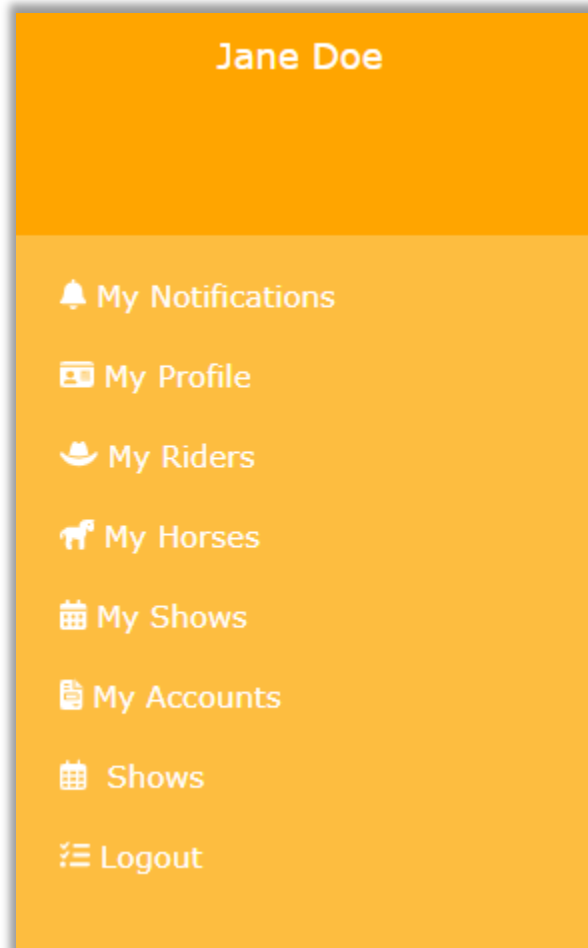 Jane Doe
My Notifications
My Profile
My Riders
My Horses
My Shows
My Accounts
Shows
Logout